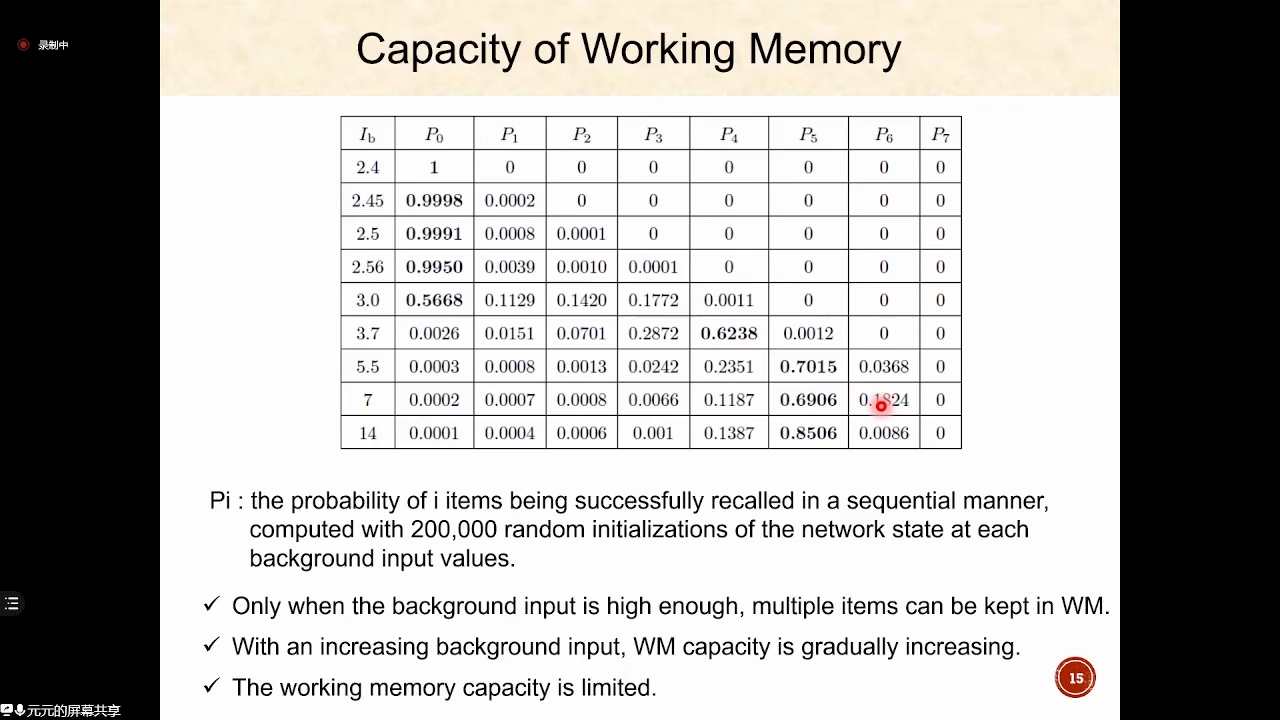 录制中
Capacity of Working Memory
Ib P0 P1 P2 P3 P4 P5 P6 P7
2.4 1 0 0 0 0 0 0 0
2.45 0.9998 0.0002 0 0 0 0 0 0
2.5 0.9991 0.0008 0.0001 0 0 0 0 0
2.56 0.9950 0.0039 0.0010 0.0001 0 0 0 0
3.0 0.5668 0.1129 0.1420 0.1772 0.0011 0 0 0
3.7 0.0026 0.0151 0.0701 0.2872 0.6238 0.0012 0 0
5.5 0.0003 0.0008 0.0013 0.0242 0.2351 0.7015 0.0368 0
7 0.0002 0.0007 0.0008 0.0066 0.1187 0.6906 0.1824 0
14 0.0001 0.0004 0.0006 0.001 0.1387 0.8506 0.0086 0
Pi : the probability of i items being successfully recalled in a sequential manner,
computed with 200,000 random initializations of the network state at each
background input values.
✓ Only when the background input is high enough, multiple items can be kept in WM.
✓ With an increasing background input, WM capacity is gradually increasing.
✓ The working memory capacity is limited.
15
元元的屏幕共享